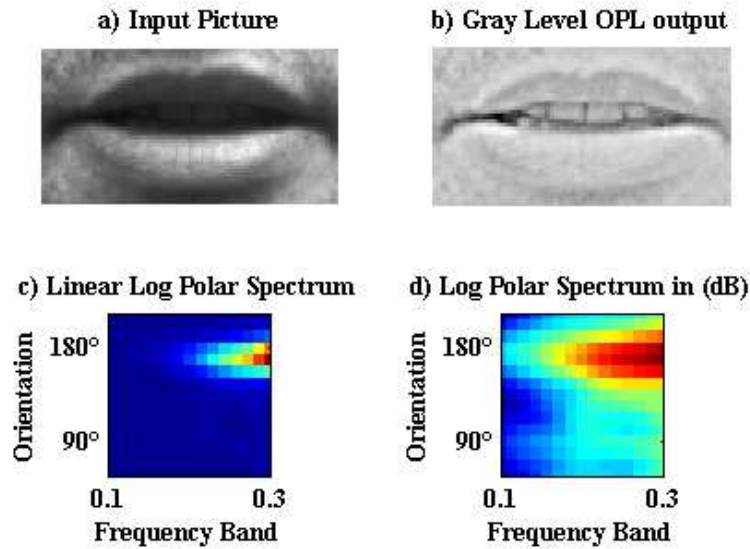 a) Input Picture
b) Gray Level OPL output
c) Linear Log Polar Spectrum
d) Log Polar Spectrum in (dB)
Orientation
180°
90°
0.1
0.3
Frequency Band
Orientation
180°
90°
0.1
0.3
Frequency Band